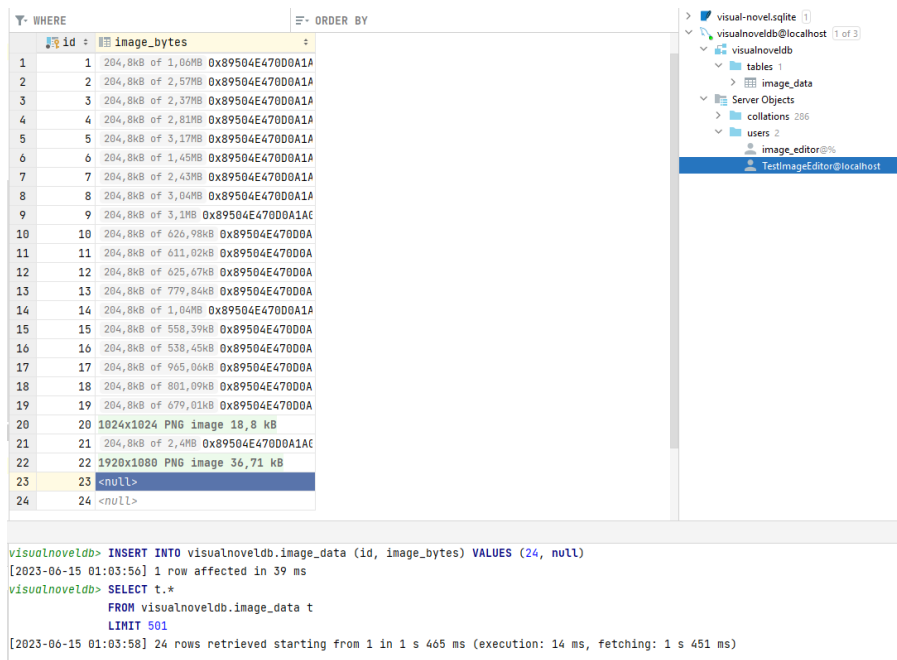 WHERE
ORDER BY
id image_bytes
1 1 204,8kB of 1,06MB 0x89504E470D0A1A
2 2 204,8kB of 2,57MB 0x89504E470D0A1A
3 3 204,8kB of 2,37MB 0x89504E470D0A1A
4 4 204,8kB of 2,81MB 0x89504E470D0A1A
5 5 204,8kB of 3,17MB 0x89504E470D0A1A
6 6 204,8kB of 1,45MB 0x89504E470D0A1A
7 7 204,8kB of 2,43MB 0x89504E470D0A1A
8 8 204,8kB of 3,04MB 0x89504E470D0A1A
9 9 204,8kB of 3,1MB 0x89504E470D0A1A0
10 10 204,8kB of 626,98kB 0x89504E470D0A
11 11 204,8kB of 611,02kB 0x89504E470D0A
12 12 204,8kB of 625,67kB 0x89504E470D0A
13 13 204,8kB of 779,84kB 0x89504E470D0A
14 14 204,8kB of 1,04MB 0x89504E470D0A1A
15 15 204,8kB of 558,39kB 0x89504E470D0A
16 16 204,8kB of 538,45kB 0x89504E470D0A
17 17 204,8kB of 965,06kB 0x89504E470D0A
18 18 204,8kB of 801,09kB 0x89504E470D0A
19 19 204,8kB of 679,01kB 0x89504E470D0A
20 20 1024x1024 PNG image 18,8 kB
21 21 204,8kB of 2,4MB 0x89504E470D0A1A0
22 22 1920x1080 PNG image 36,71 kB
23 23 <null>
24 24 <null>
visual-novel.sqlite 1
visualnoveldb@localhost 1 of 3
visualnoveldb
tables 1
image_data
Server Objects
collations 286
users 2
image_editor@%
TestImageEditor@localhost
visualnoveldb> INSERT INTO visualnoveldb.image_data (id, image_bytes) VALUES (24, null)
[2023-06-15 01:03:56] 1 row affected in 39 ms
visualnoveldb> SELECT t.*
FROM visualnoveldb.image_data t
LIMIT 501
[2023-06-15 01:03:58] 24 rows retrieved starting from 1 in 1 s 465 ms (execution: 14 ms, fetching: 1 s 451 ms)